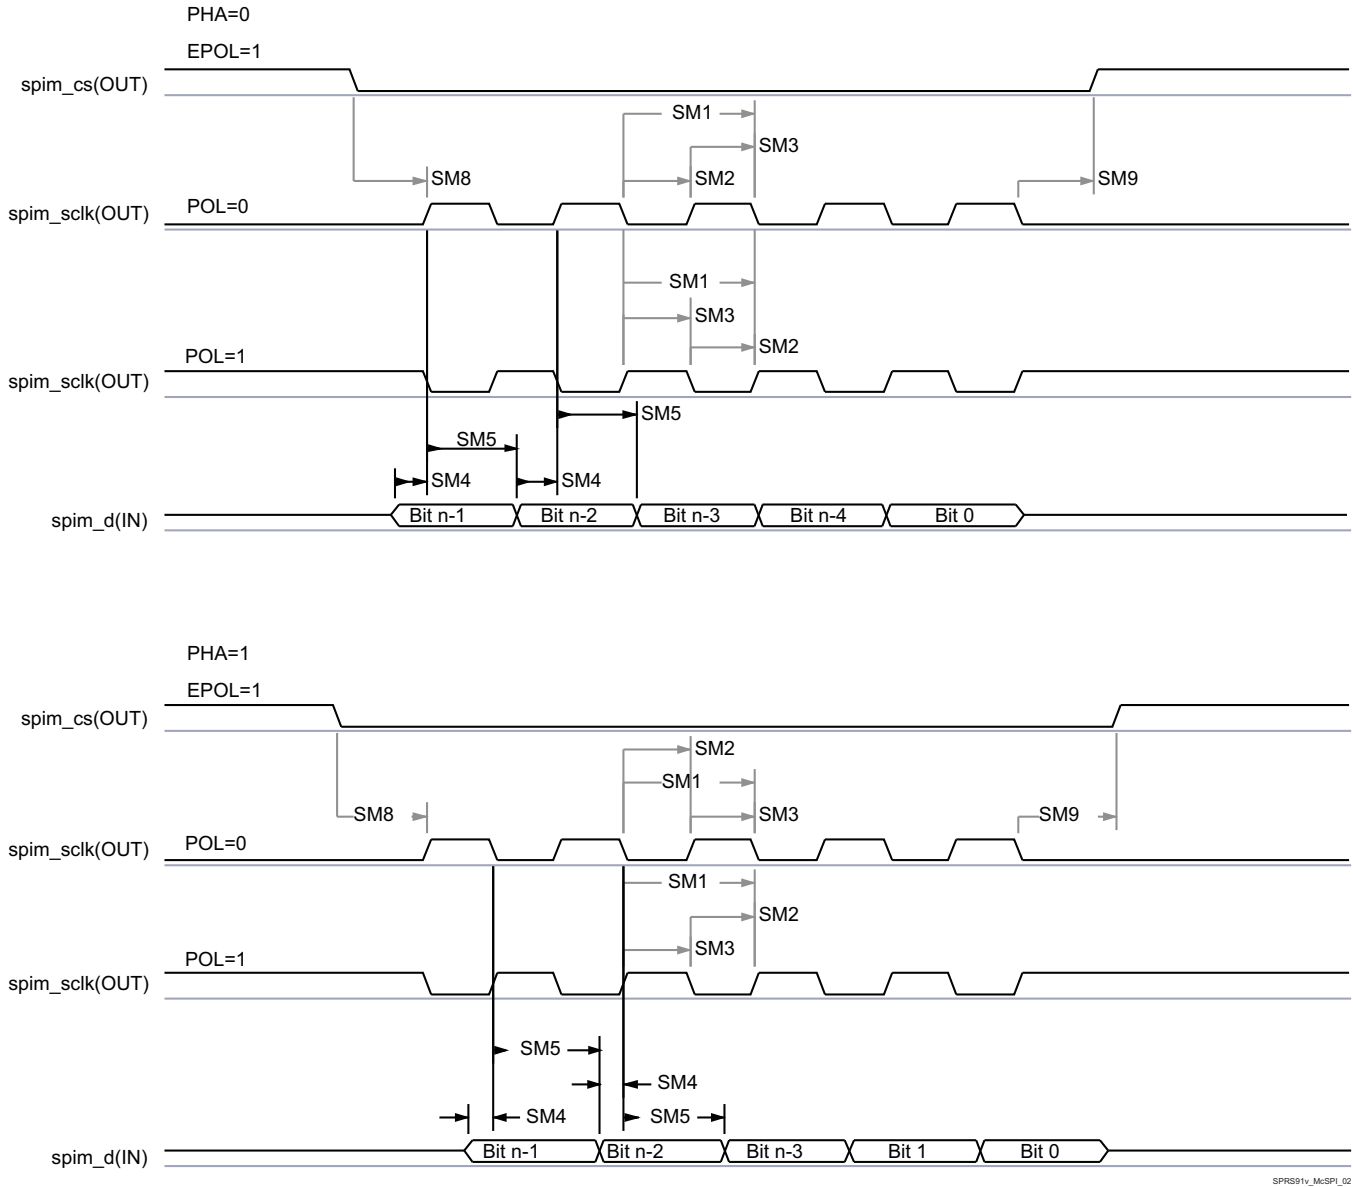 PHA=0
EPOL=1
spim_cs(OUT)
SM1
SM3
SM8
SM2
SM9
POL=0
spim_sclk(OUT)
SM1
SM3
SM2
POL=1
spim_sclk(OUT)
SM5
SM5
SM4
SM4
spim_d(IN)
Bit n-1
Bit n-2
Bit n-3
Bit n-4
Bit 0
PHA=1
EPOL=1
spim_cs(OUT)
SM2
SM1
SM8
SM3
SM9
POL=0
spim_sclk(OUT)
SM1
SM2
SM3
POL=1
spim_sclk(OUT)
SM5
SM4
SM4
SM5
spim_d(IN)
Bit n-1
Bit n-2
Bit n-3
Bit 1
Bit 0
SPRS91v_McSPI_02